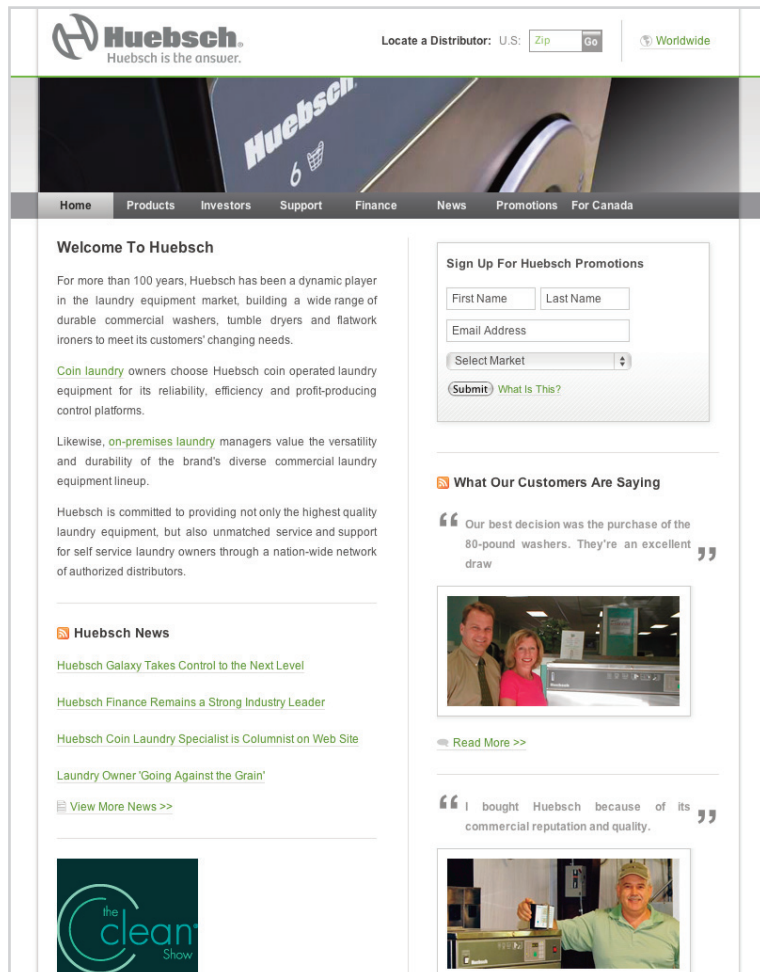 Huebsch®
Huebsch is the answer.
Locate a Distributor: U.S: Zip Go Worldwide
Huebsch
6
Home Products Investors Support Finance News Promotions For Canada
Welcome To Huebsch
For more than 100 years, Huebsch has been a dynamic player
in the laundry equipment market, building a wide range of
durable commercial washers, tumble dryers and flatwork
ironers to meet its customers' changing needs.
Coin laundry owners choose Huebsch coin operated laundry
equipment for its reliability, efficiency and profit-producing
control platforms.
Likewise, on-premises laundry managers value the versatility
and durability of the brand's diverse commercial laundry
equipment lineup.
Huebsch is committed to providing not only the highest quality
laundry equipment, but also unmatched service and support
for self service laundry owners through a nation-wide network
of authorized distributors.
Huebsch News
Huebsch Galaxy Takes Control to the Next Level
Huebsch Finance Remains a Strong Industry Leader
Huebsch Coin Laundry Specialist is Columnist on Web Site
Laundry Owner 'Going Against the Grain'
View More News >>
the
clean
Show
Sign Up For Huebsch Promotions
First Name Last Name
Email Address
Select Market
Submit What Is This?
What Our Customers Are Saying
“ Our best decision was the purchase of the
80-pound washers. They're an excellent
draw ”
Huebsch
Read More >>
“ I bought Huebsch because of its
commercial reputation and quality. ”
Huebsch